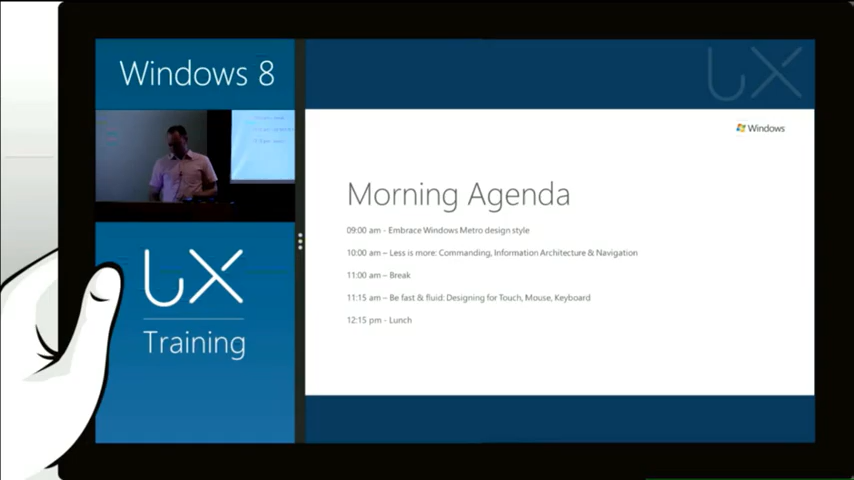 Windows 8
UX
Training
UX
Windows
Morning Agenda
09:00 am - Embrace Windows Metro design style
10:00 am – Less is more: Commanding, Information Architecture & Navigation
11:00 am – Break
11:15 am – Be fast & fluid: Designing for Touch, Mouse, Keyboard
12:15 pm - Lunch